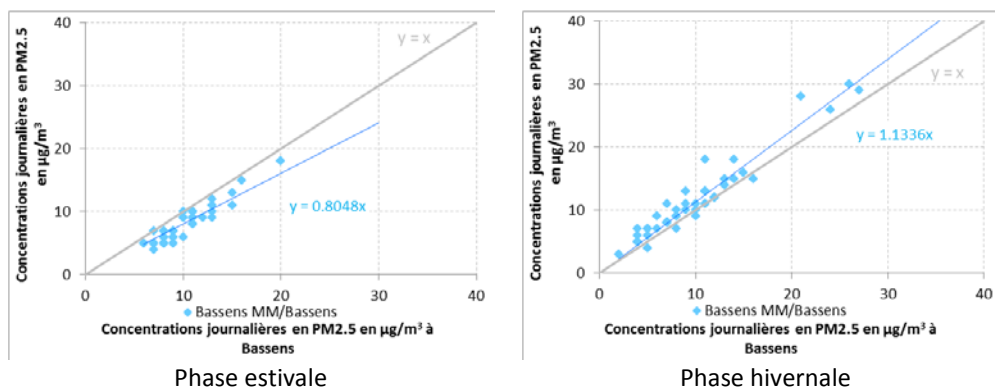 Concentrations journalières en PM2.5
en µg/m³
40
30
20
10
0
y = x
y = 0.8048x
0
10
20
30
40
Bassens MM/Bassens
Concentrations journalières en PM2.5 en µg/m³ à
Bassens
Phase estivale
Concentrations journalières en PM2.5
en µg/m³
40
30
20
10
0
y = x
y = 1.1336x
0
10
20
30
40
Bassens MM/Bassens
Concentrations journalières en PM2.5 en µg/m³ à
Bassens
Phase hivernale